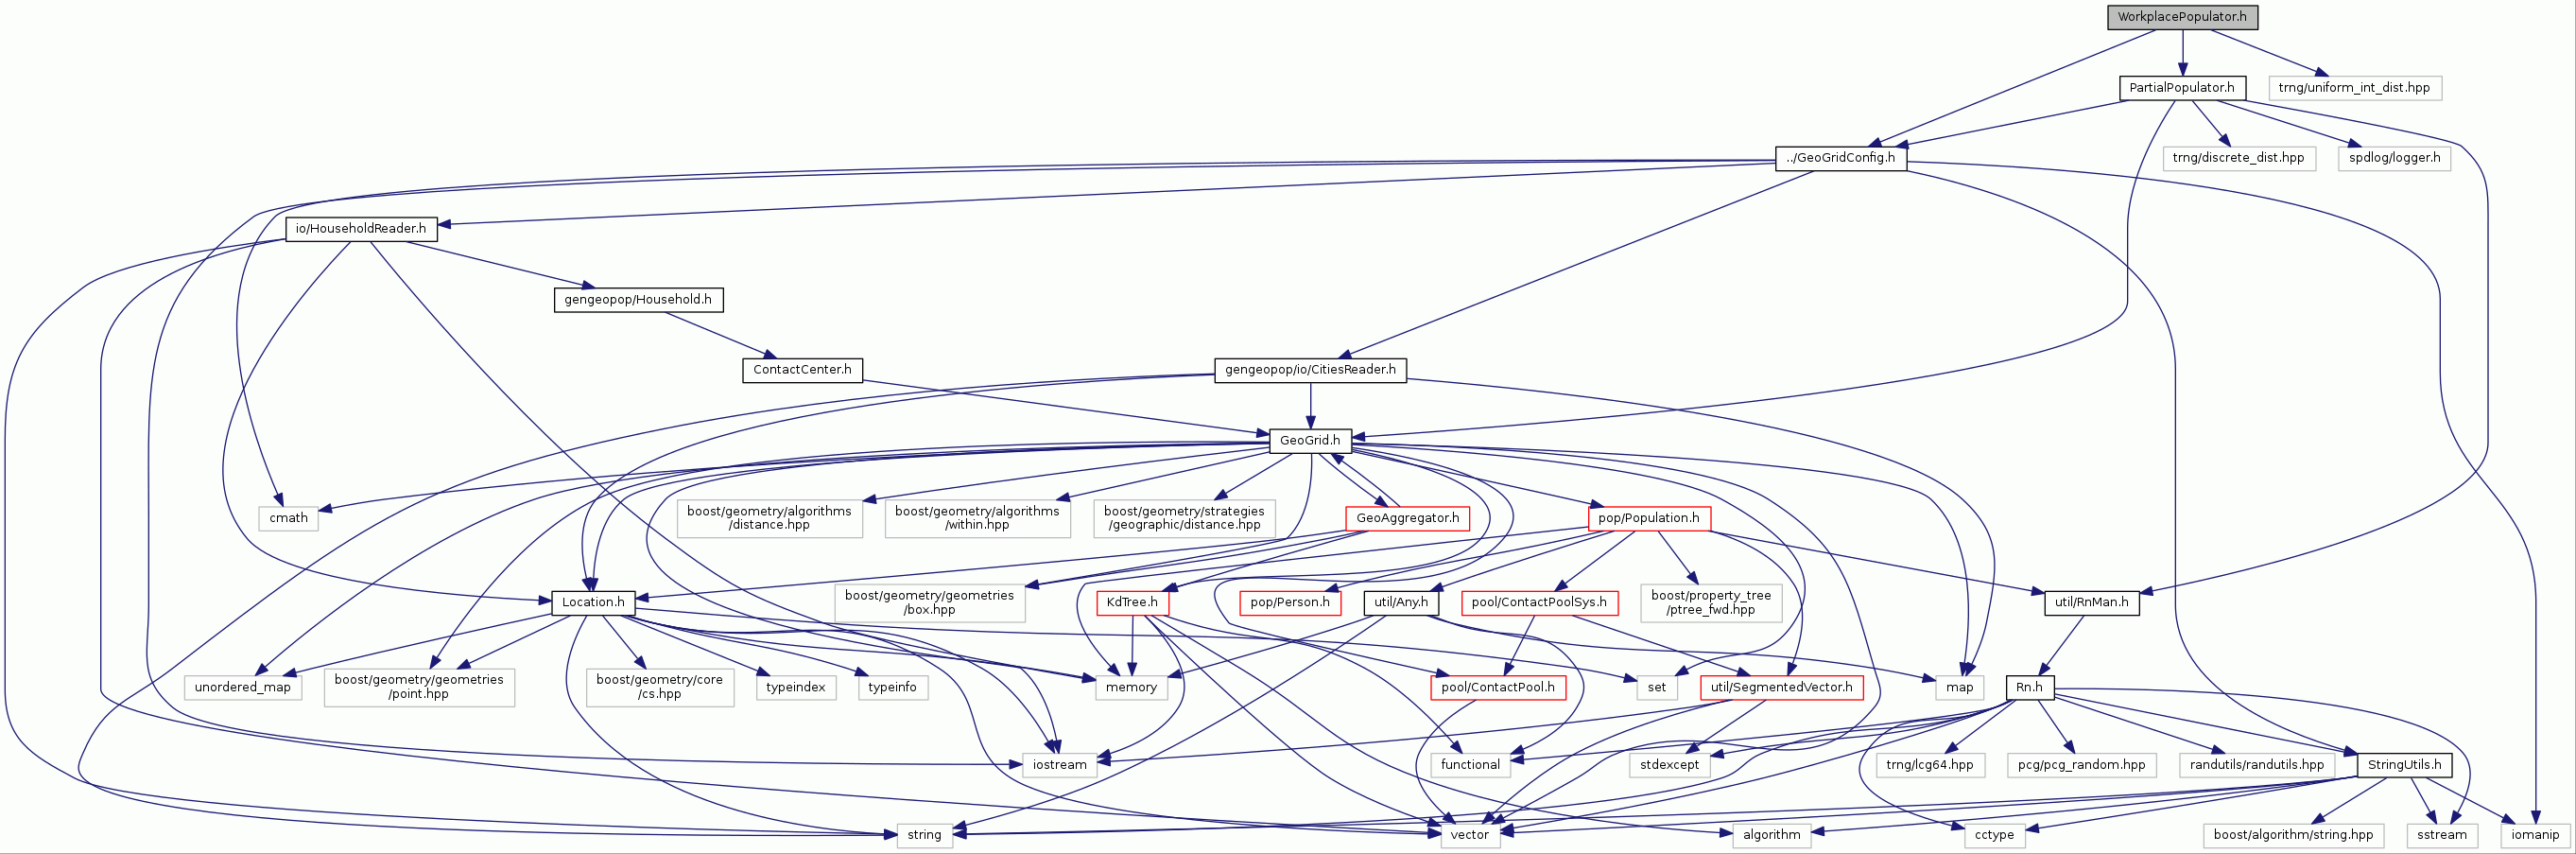 WorkplacePopulator.h
PartialPopulator.h
trng/uniform_int_dist.hpp
../GeoGridConfig.h
trng/discrete_dist.hpp
spdlog/logger.h
io/HouseholdReader.h
gengeopop/Household.h
ContactCenter.h
gengeopop/io/CitiesReader.h
GeoGrid.h
cmath
boost/geometry/algorithms
/distance.hpp
boost/geometry/algorithms
/within.hpp
boost/geometry/strategies
/geographic/distance.hpp
GeoAggregator.h
pop/Population.h
Location.h
boost/geometry/geometries
/box.hpp
KdTree.h
pop/Person.h
util/Any.h
pool/ContactPoolSys.h
boost/property_tree
/ptree_fwd.hpp
util/RnMan.h
unordered_map
boost/geometry/geometries
/point.hpp
boost/geometry/core
/cs.hpp
typeindex
typeinfo
memory
pool/ContactPool.h
set
util/SegmentedVector.h
map
Rn.h
iostream
functional
stdexcept
trng/lcg64.hpp
pcg/pcg_random.hpp
randutils/randutils.hpp
StringUtils.h
string
vector
algorithm
cctype
boost/algorithm/string.hpp
sstream
iomanip